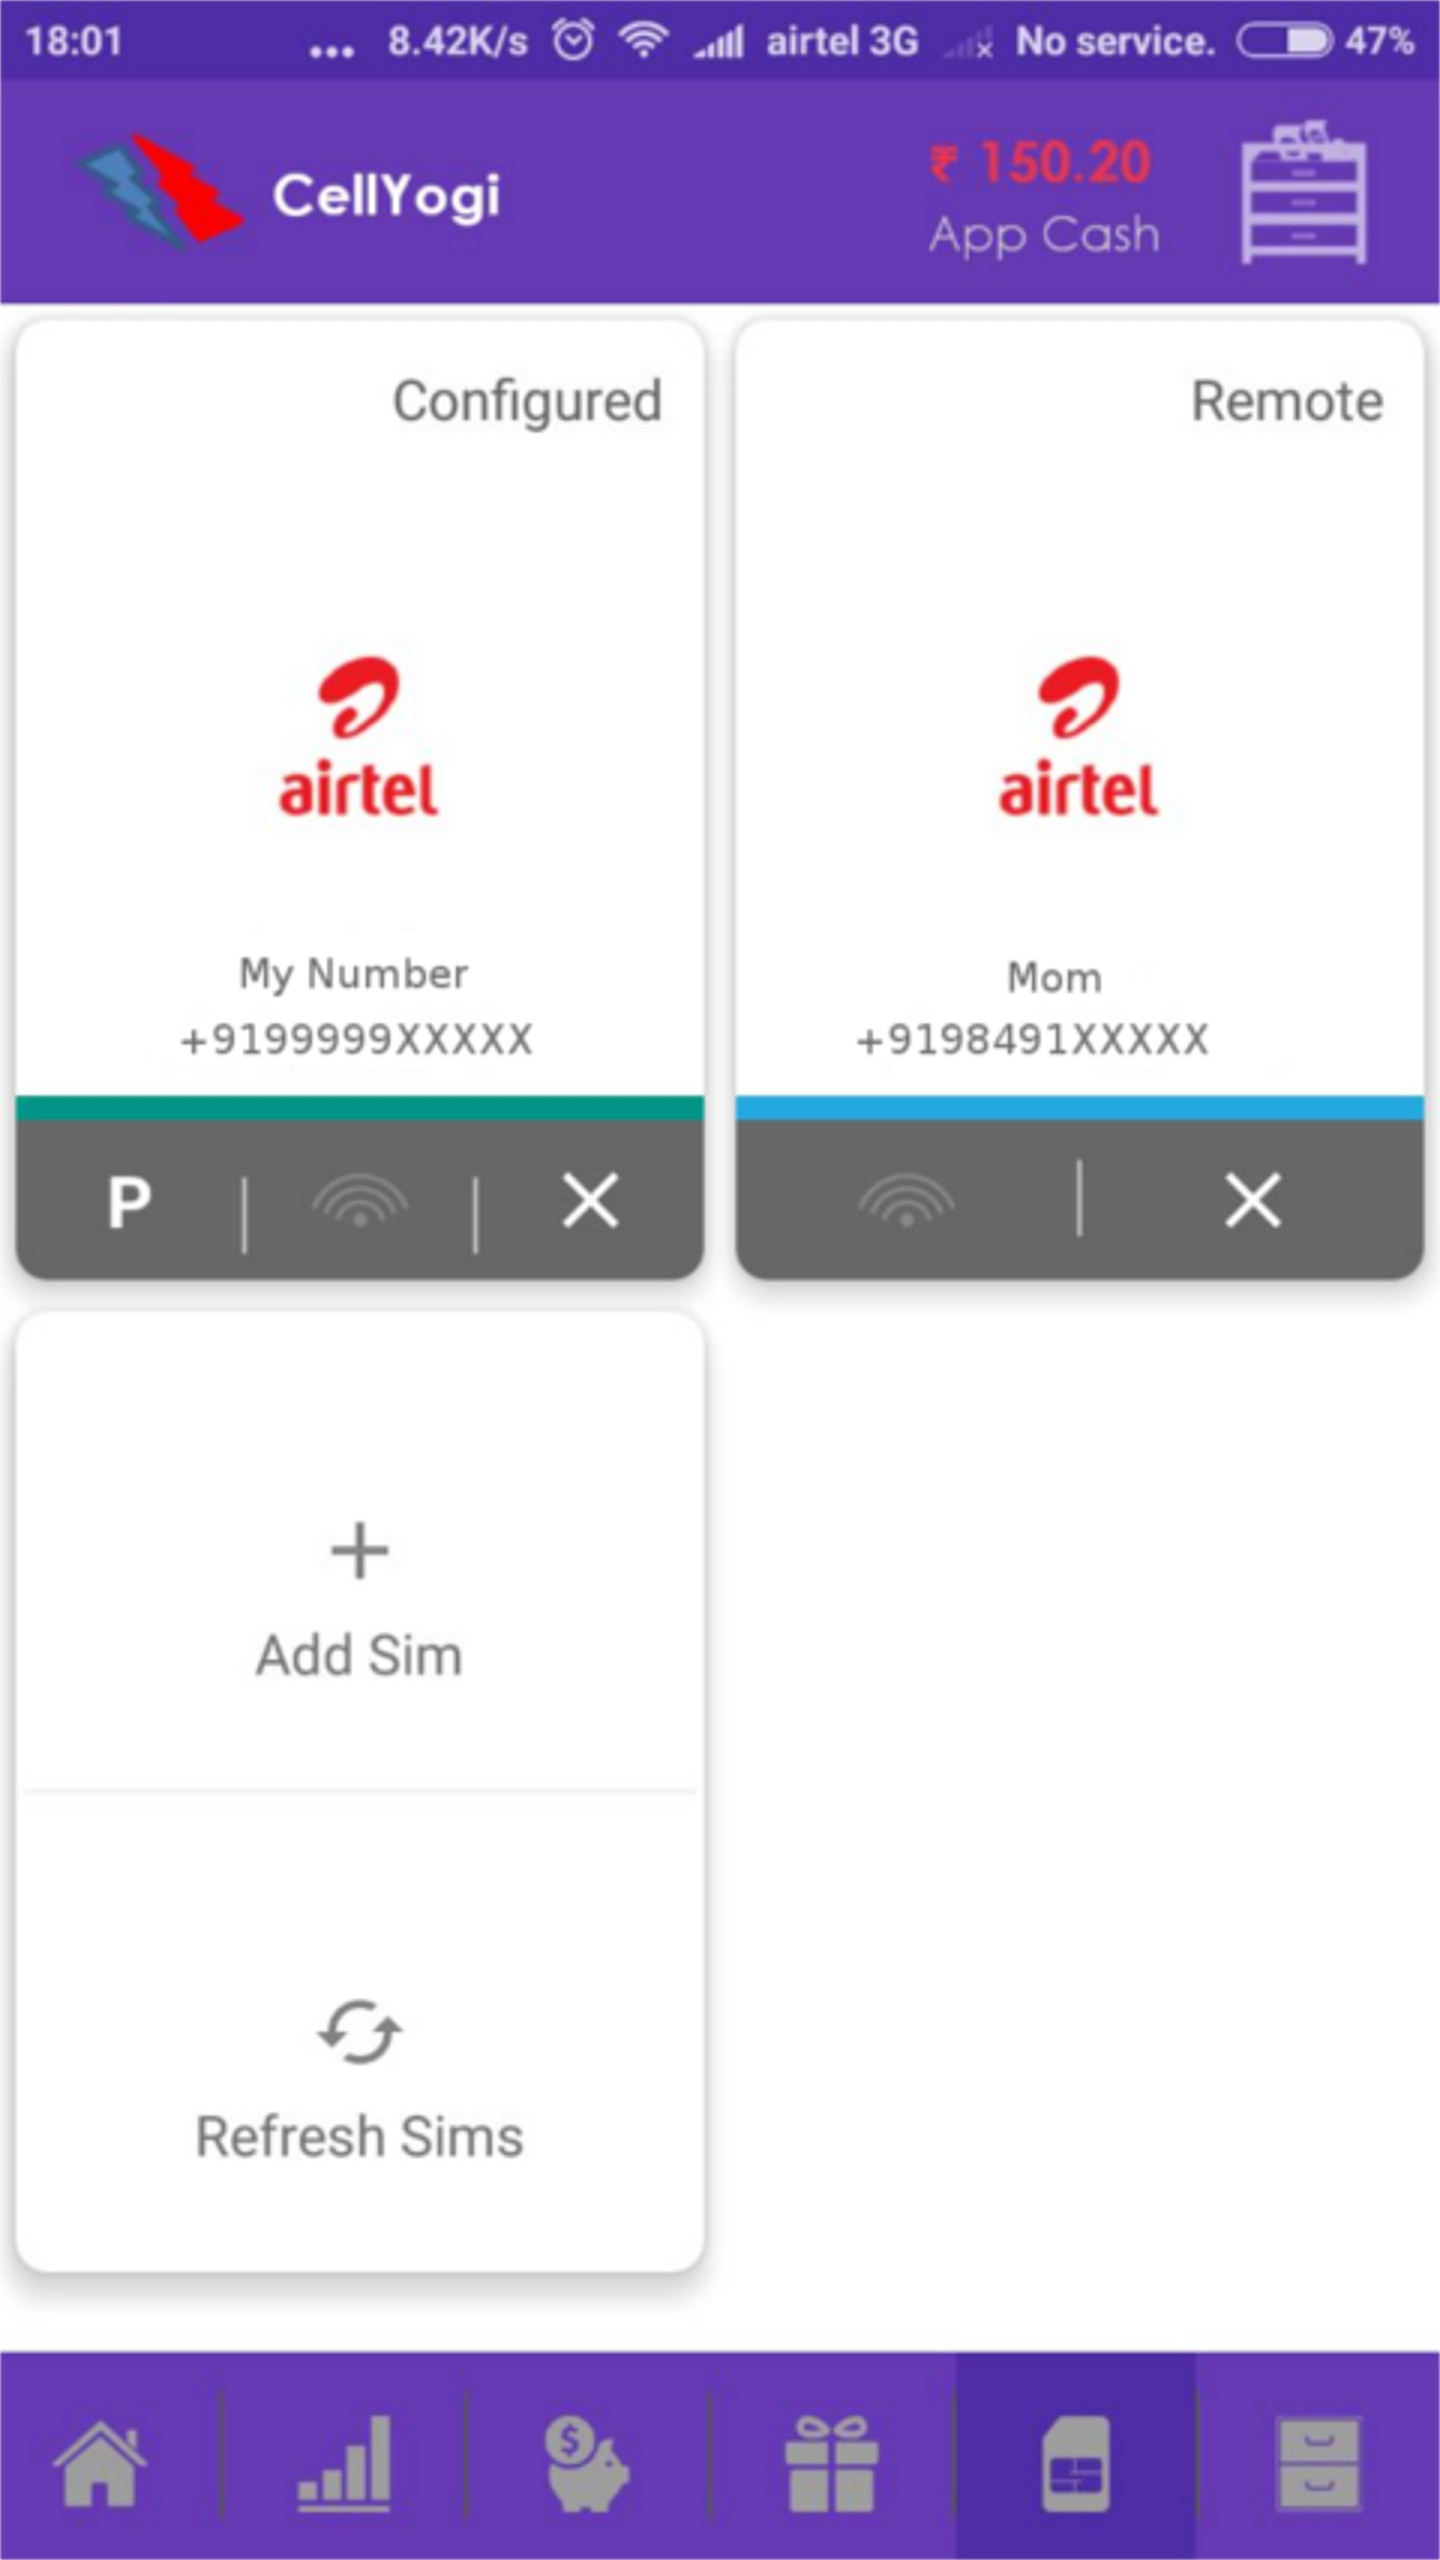 18:01 ... 8.42K/s airtel 3G No service. 47%
CellYogi
₹ 150.20
App Cash
Configured
airtel
My Number
+9199999XXXXX
P
Remote
airtel
Mom
+9198491XXXXX
Add Sim
Refresh Sims